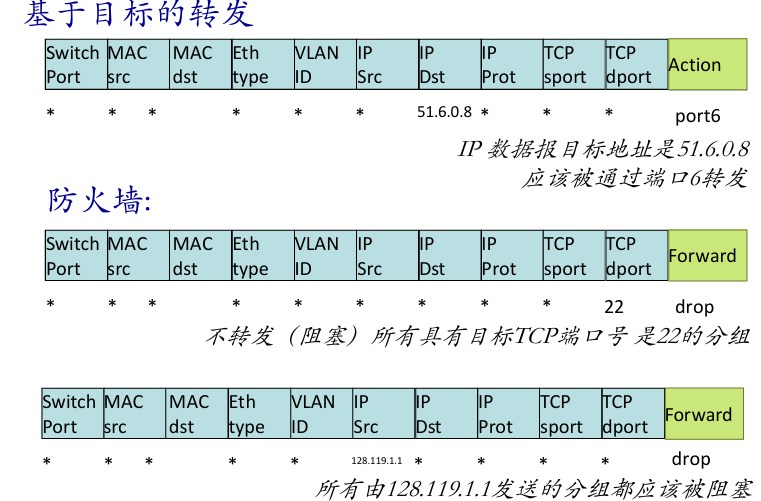 基于目标的转发
Switch Port MAC src MAC dst Eth type VLAN ID IP Src IP Dst IP Prot TCP sport TCP dport Action
* * * * * * 51.6.0.8 * * * port6
IP 数据报目标地址是51.6.0.8
应该被通过端口6转发
防火墙:
Switch Port MAC src MAC dst Eth type VLAN ID IP Src IP Dst IP Prot TCP sport TCP dport Forward
* * * * * * * * * 22 drop
不转发（阻塞）所有具有目标TCP端口号 是22的分组
Switch Port MAC src MAC dst Eth type VLAN ID IP Src IP Dst IP Prot TCP sport TCP dport Forward
* * * * * 128.119.1.1 * * * * drop
所有由128.119.1.1发送的分组都应该被阻塞